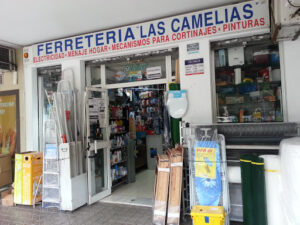 FERRETERIA LAS CAMELIAS
ELECTRICIDAD - MENAJE HOGAR - MECANISMOS PARA CORTINAJES - PINTURAS